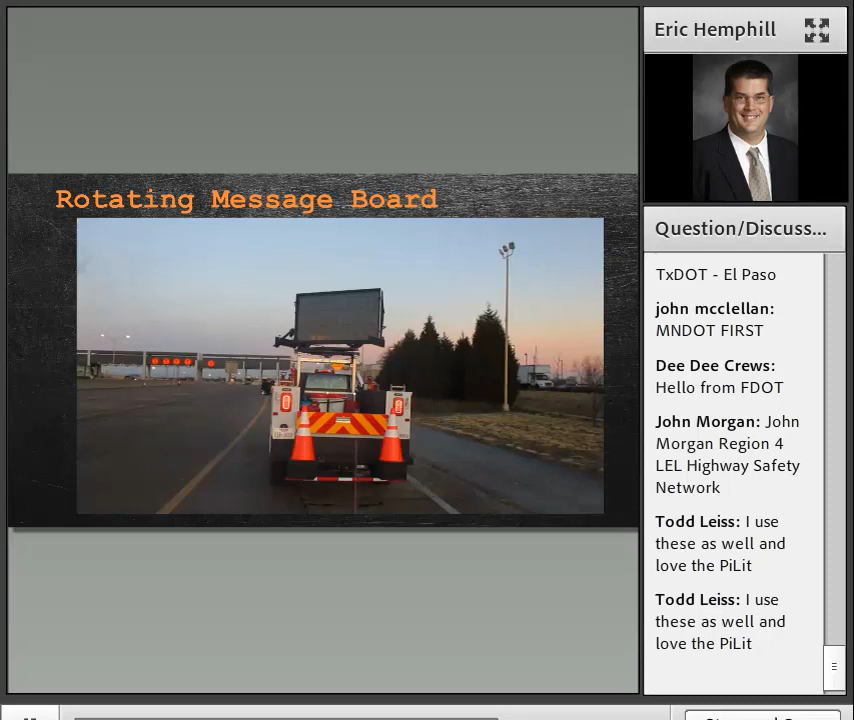 Eric Hemphill
Rotating Message Board
Question/Discuss...
TxDOT - El Paso
john mcclellan:
MNDOT FIRST
Dee Dee Crews:
Hello from FDOT
John Morgan: John
Morgan Region 4
LEL Highway Safety
Network
Todd Leiss: I use
these as well and
love the PiLit
Todd Leiss: I use
these as well and
love the PiLit